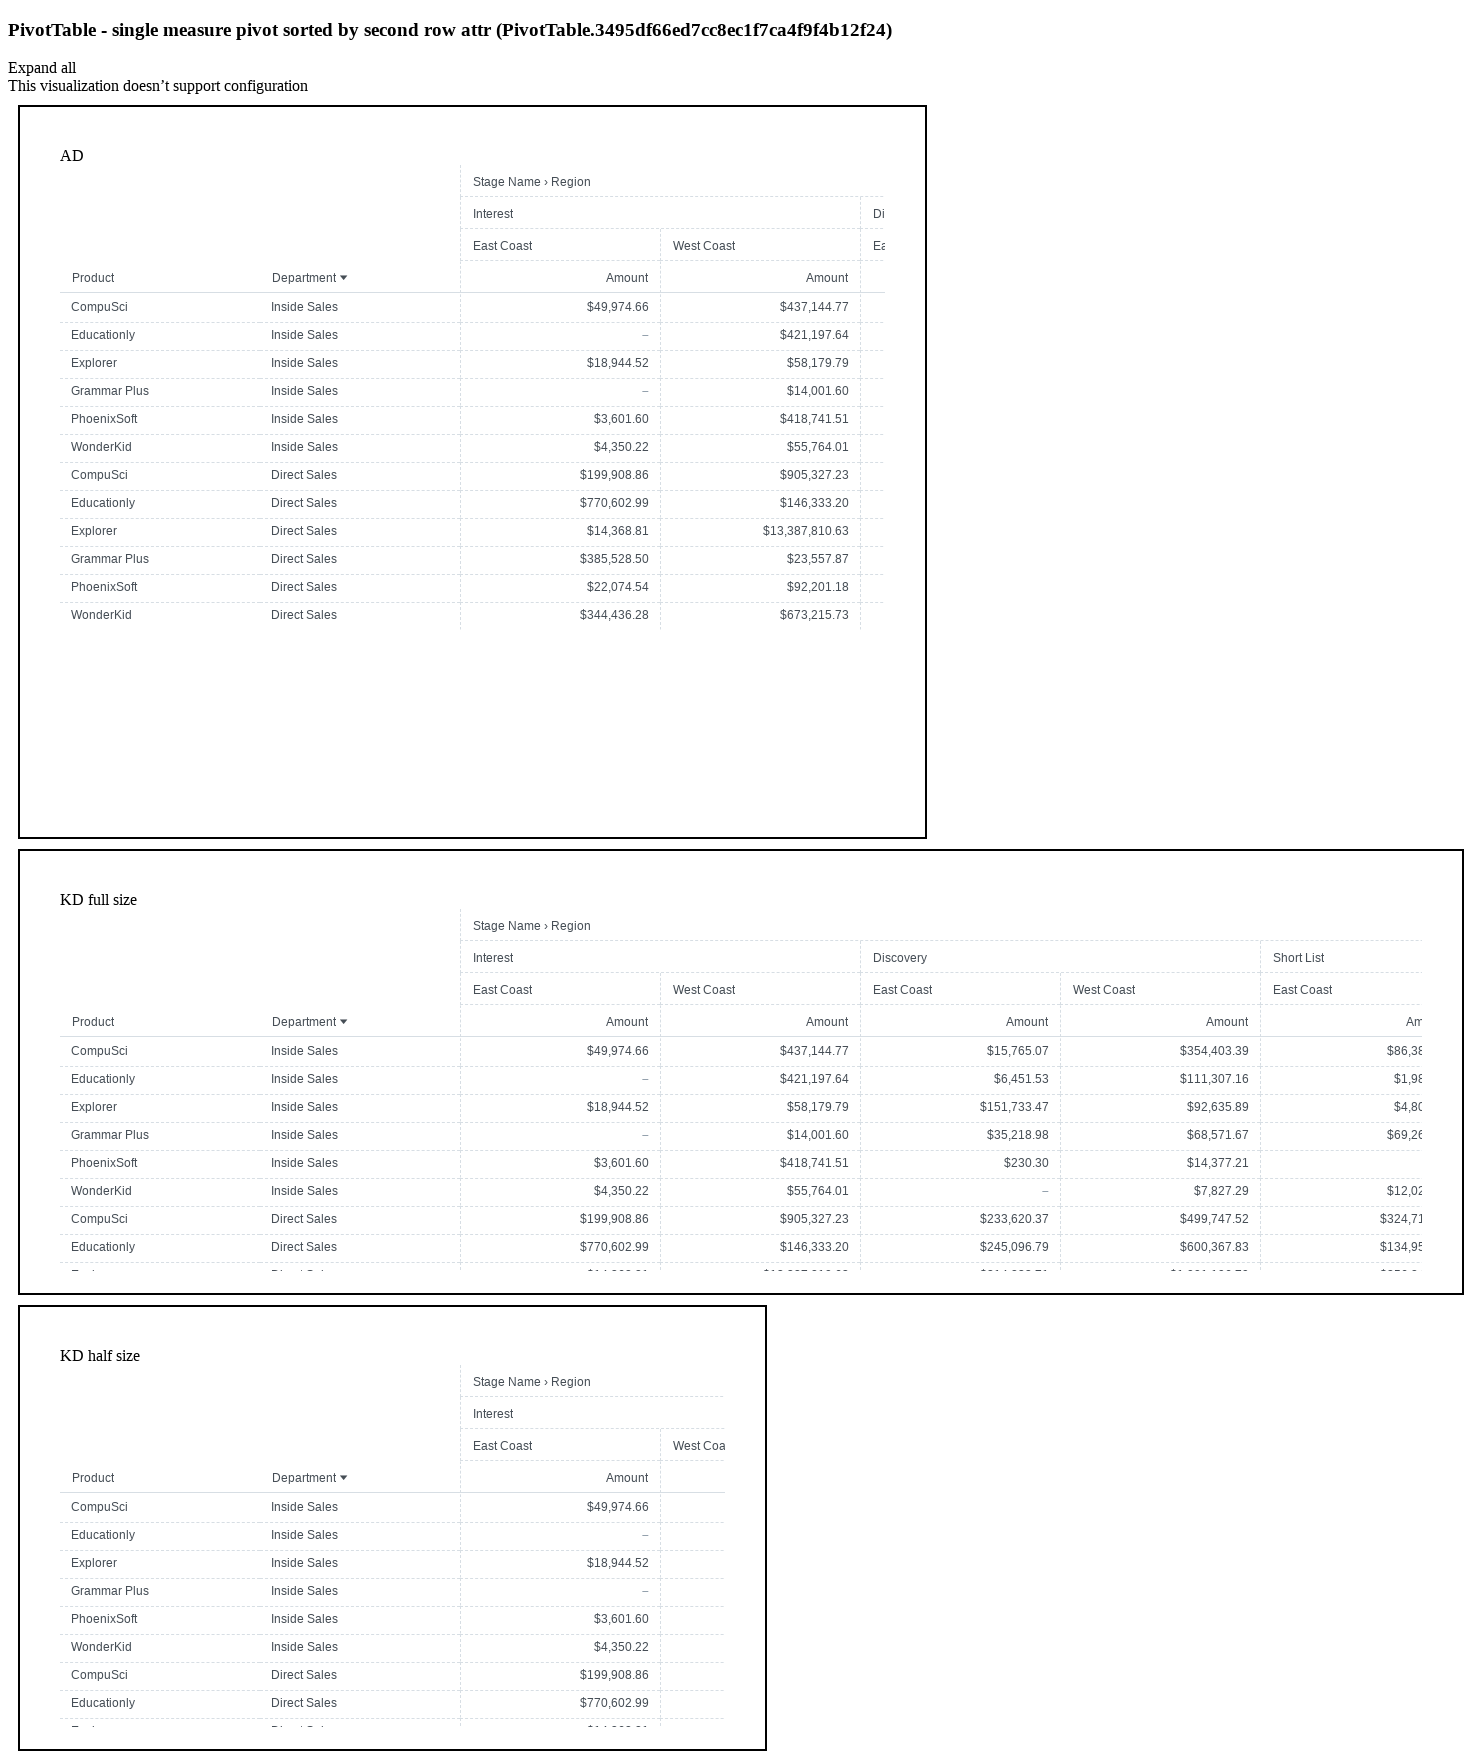 PivotTable - single measure pivot sorted by second row attr (PivotTable.3495df66ed7cc8ec1f7ca4f9f4b12f24)
Expand all
This visualization doesn’t support configuration
AD
Stage Name › Region
Interest Di
East Coast West Coast Ea
Product Department Amount Amount
CompuSci Inside Sales $49,974.66 $437,144.77
Educationly Inside Sales – $421,197.64
Explorer Inside Sales $18,944.52 $58,179.79
Grammar Plus Inside Sales – $14,001.60
PhoenixSoft Inside Sales $3,601.60 $418,741.51
WonderKid Inside Sales $4,350.22 $55,764.01
CompuSci Direct Sales $199,908.86 $905,327.23
Educationly Direct Sales $770,602.99 $146,333.20
Explorer Direct Sales $14,368.81 $13,387,810.63
Grammar Plus Direct Sales $385,528.50 $23,557.87
PhoenixSoft Direct Sales $22,074.54 $92,201.18
WonderKid Direct Sales $344,436.28 $673,215.73
KD full size
Stage Name › Region
Interest Discovery Short List
East Coast West Coast East Coast West Coast East Coast
Product Department Amount Amount Amount Amount Am
CompuSci Inside Sales $49,974.66 $437,144.77 $15,765.07 $354,403.39 $86,38
Educationly Inside Sales – $421,197.64 $6,451.53 $111,307.16 $1,98
Explorer Inside Sales $18,944.52 $58,179.79 $151,733.47 $92,635.89 $4,80
Grammar Plus Inside Sales – $14,001.60 $35,218.98 $68,571.67 $69,26
PhoenixSoft Inside Sales $3,601.60 $418,741.51 $230.30 $14,377.21
WonderKid Inside Sales $4,350.22 $55,764.01 – $7,827.29 $12,02
CompuSci Direct Sales $199,908.86 $905,327.23 $233,620.37 $499,747.52 $324,71
Educationly Direct Sales $770,602.99 $146,333.20 $245,096.79 $600,367.83 $134,95
KD half size
Stage Name › Region
Interest
East Coast West Coa
Product Department Amount
CompuSci Inside Sales $49,974.66
Educationly Inside Sales –
Explorer Inside Sales $18,944.52
Grammar Plus Inside Sales –
PhoenixSoft Inside Sales $3,601.60
WonderKid Inside Sales $4,350.22
CompuSci Direct Sales $199,908.86
Educationly Direct Sales $770,602.99